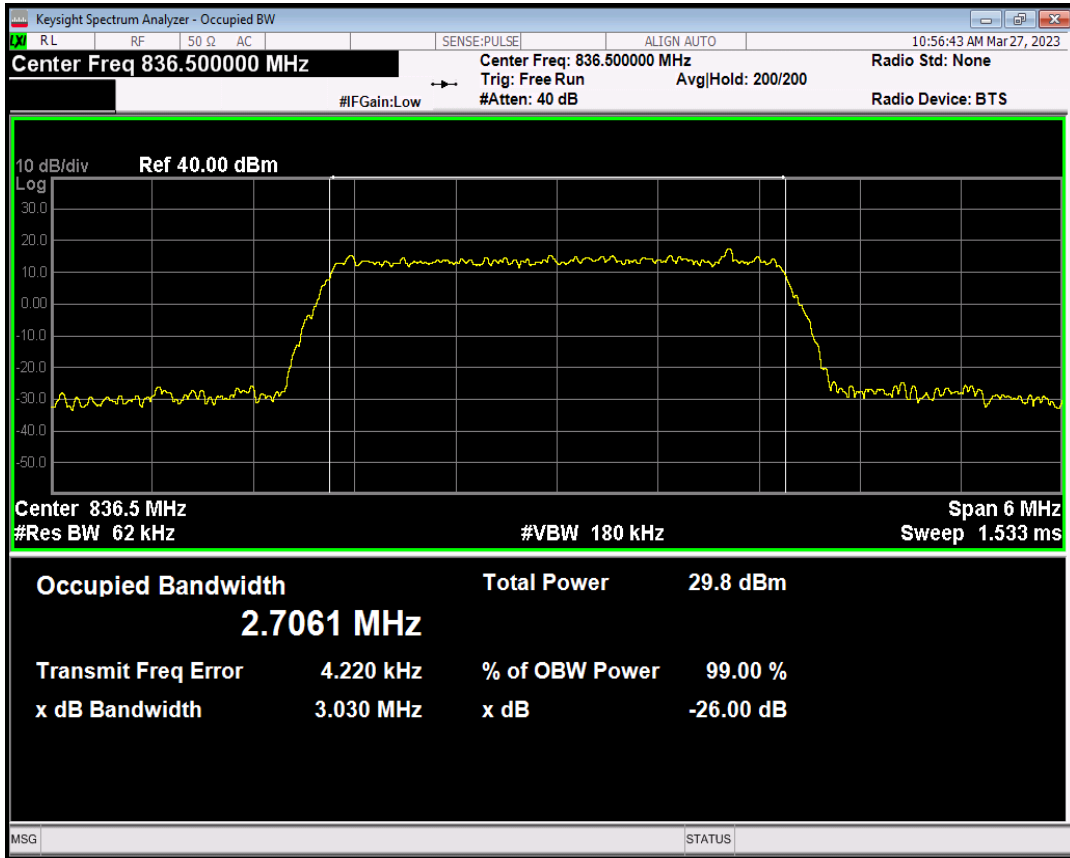 Keysight Spectrum Analyzer - Occupied BW
LXI RL RF 50 Ω AC SENSE:PULSE ALIGN AUTO 10:56:43 AM Mar 27, 2023
Center Freq 836.500000 MHz Center Freq: 836.500000 MHz Radio Std: None
Trig: Free Run Avg|Hold: 200/200
#IFGain:Low #Atten: 40 dB Radio Device: BTS
10 dB/div Ref 40.00 dBm
Log
30.0
20.0
10.0
0.00
-10.0
-20.0
-30.0
-40.0
-50.0
Center 836.5 MHz Span 6 MHz
#Res BW 62 kHz #VBW 180 kHz Sweep 1.533 ms
Occupied Bandwidth Total Power 29.8 dBm
2.7061 MHz
Transmit Freq Error 4.220 kHz % of OBW Power 99.00 %
x dB Bandwidth 3.030 MHz x dB -26.00 dB
MSG STATUS